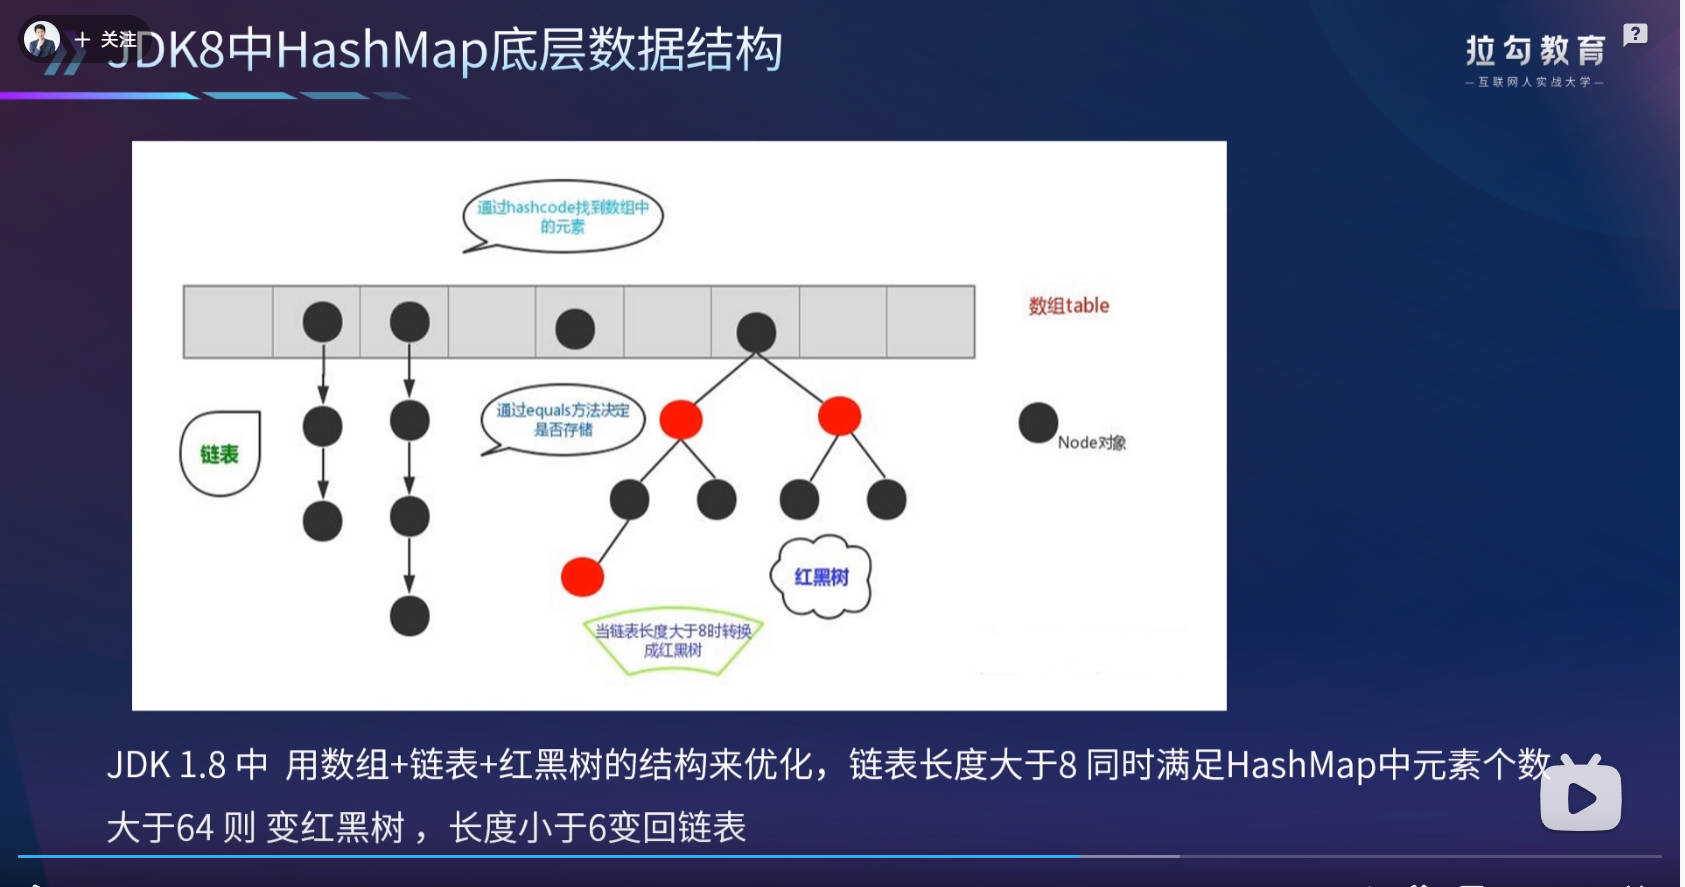 + 关注
JDK8中HashMap底层数据结构
拉勾教育
—互联网人实战大学—
?
通过hashcode找到数组中
的元素
数组table
通过equals方法决定
是否存储
链表
Node对象
红黑树
当链表长度大于8时转换
成红黑树
JDK 1.8 中 用数组+链表+红黑树的结构来优化，链表长度大于8 同时满足HashMap中元素个数
大于64 则 变红黑树 ，长度小于6变回链表